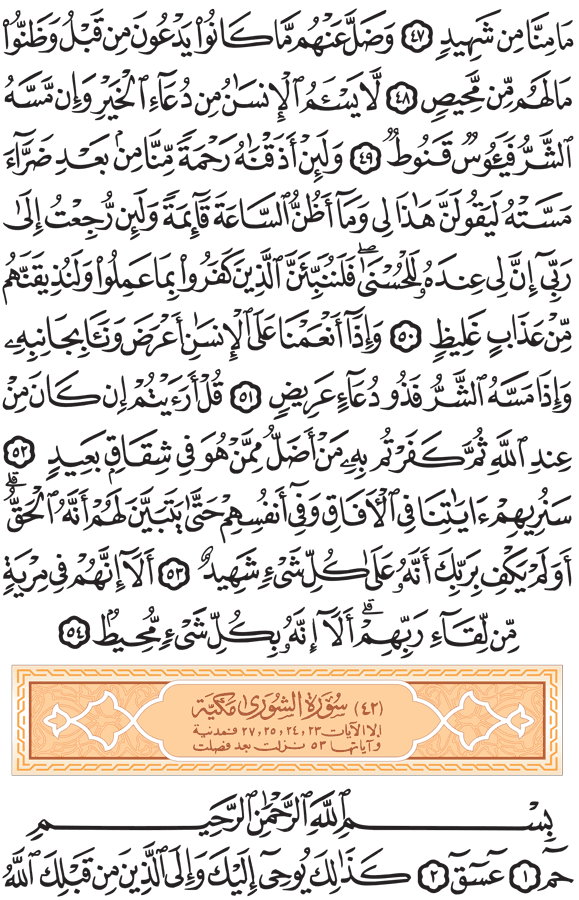 مَا مِنَّا مِن شَهِيدٍ ٤٧ وَضَلَّ عَنْهُم مَّا كَانُوا۟ يَدْعُونَ مِن قَبْلُ وَظَنُّوا۟
مَا لَهُم مِّن مَّحِيصٍ ٤٨ لَّا يَسْـَٔمُ ٱلْإِنسَـٰنُ مِن دُعَآءِ ٱلْخَيْرِ وَإِن مَّسَّهُ
ٱلشَّرُّ فَيَـُٔوسٌ قَنُوطٌ ٤٩ وَلَئِنْ أَذَقْنَـٰهُ رَحْمَةً مِّنَّا مِنۢ بَعْدِ ضَرَّآءَ
مَسَّتْهُ لَيَقُولَنَّ هَـٰذَا لِى وَمَآ أَظُنُّ ٱلسَّاعَةَ قَآئِمَةً وَلَئِن رُّجِعْتُ إِلَىٰ
رَبِّىٓ إِنَّ لِى عِندَهُۥ لَلْحُسْنَىٰ ۚ فَلَنُنَبِّئَنَّ ٱلَّذِينَ كَفَرُوا۟ بِمَا عَمِلُوا۟ وَلَنُذِيقَنَّهُم
مِّنْ عَذَابٍ غَلِيظٍ ٥٠ وَإِذَآ أَنْعَمْنَا عَلَى ٱلْإِنسَـٰنِ أَعْرَضَ وَنَـَٔا بِجَانِبِهِۦ
وَإِذَا مَسَّهُ ٱلشَّرُّ فَذُو دُعَآءٍ عَرِيضٍ ٥١ قُلْ أَرَءَيْتُمْ إِن كَانَ مِنْ
عِندِ ٱللَّهِ ثُمَّ كَفَرْتُم بِهِۦ مَنْ أَضَلُّ مِمَّنْ هُوَ فِى شِقَاقٍۭ بَعِيدٍ ٥٢
سَنُرِيهِمْ ءَايَـٰتِنَا فِى ٱلْـَٔافَاقِ وَفِىٓ أَنفُسِهِمْ حَتَّىٰ يَتَبَيَّنَ لَهُمْ أَنَّهُ ٱلْحَقُّ ۗ
أَوَلَمْ يَكْفِ بِرَبِّكَ أَنَّهُۥ عَلَىٰ كُلِّ شَىْءٍ شَهِيدٌ ٥٣ أَلَآ إِنَّهُمْ فِى مِرْيَةٍ
مِّن لِّقَآءِ رَبِّهِمْ ۗ أَلَآ إِنَّهُۥ بِكُلِّ شَىْءٍ مُّحِيطٌۢ ٥٤
(٤٢) سُورَةُ الشُّورَى مَكِّيَّة
إلا الآيات ٢٣، ٢٤، ٢٥، ٢٧ فمدنية
وآياتها ٥٣ نزلت بعد فصلت
بِسْمِ ٱللَّهِ ٱلرَّحْمَـٰنِ ٱلرَّحِيمِ
حمٓ ١ عٓسٓقٓ ٢ كَذَٰلِكَ يُوحِىٓ إِلَيْكَ وَإِلَى ٱلَّذِينَ مِن قَبْلِكَ ٱللَّهُ